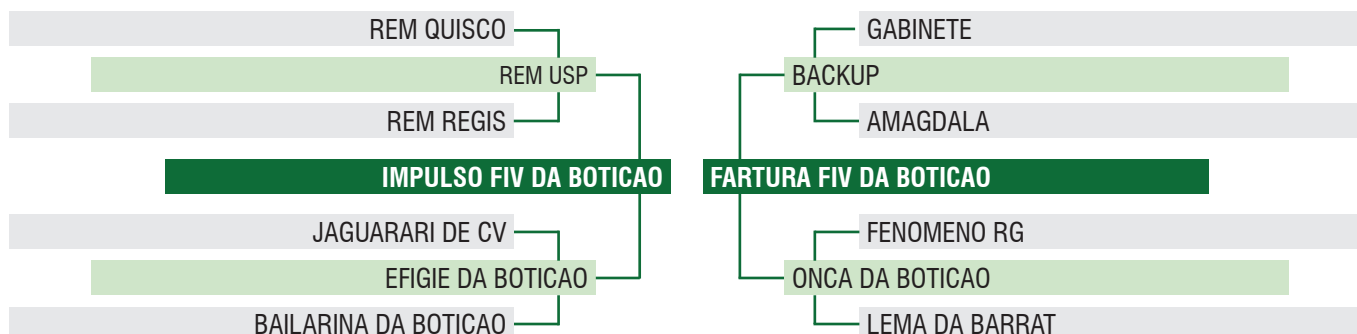 REM QUISCO
GABINETE
REM USP
BACKUP
REM REGIS
AMAGDALA
IMPULSO FIV DA BOTICAO
FARTURA FIV DA BOTICAO
JAGUARARI DE CV
FENOMENO RG
EFIGIE DA BOTICAO
ONCA DA BOTICAO
BAILARINA DA BOTICAO
LEMA DA BARRAT